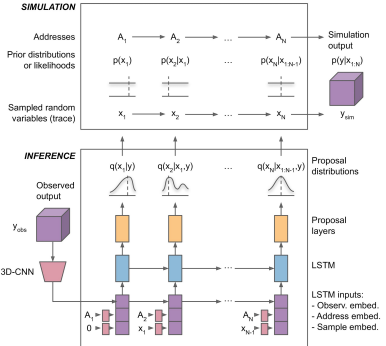 SIMULATION
Addresses A1 A2 ... AN Simulation output
Prior distributions or likelihoods p(x1) p(x2|x1) ... p(xN|x1:N-1) p(y|x1:N)
Sampled random variables (trace) x1 x2 ... xN ysim
INFERENCE
q(x1|y) q(x2|x1,y) ... q(xN|x1:N-1,y) Proposal distributions
Observed output
yobs
Proposal layers
3D-CNN
... LSTM
...
LSTM inputs:
- Observ. embed.
A1 A2 AN - Address embed.
0 x1 xN-1 - Sample embed.